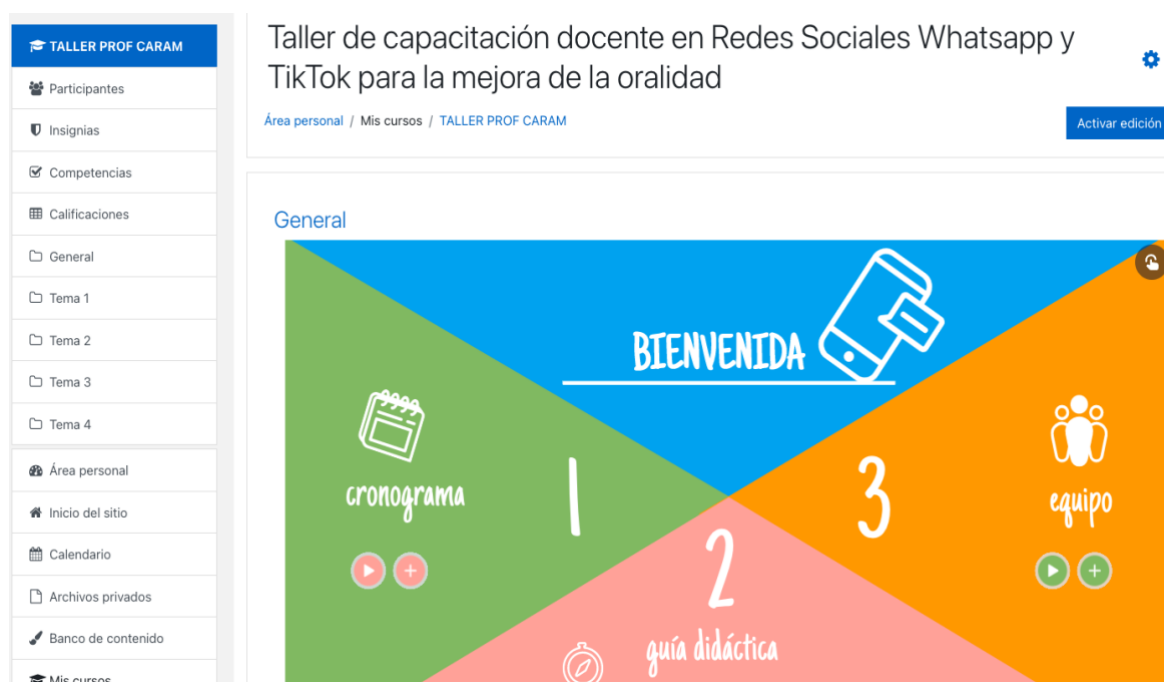 TALLER PROF CARAM
Participantes
Insignias
Competencias
Calificaciones
General
Tema 1
Tema 2
Tema 3
Tema 4
Área personal
Inicio del sitio
Calendario
Archivos privados
Banco de contenido
Mis cursos
Taller de capacitación docente en Redes Sociales Whatsapp y
TikTok para la mejora de la oralidad
Área personal / Mis cursos / TALLER PROF CARAM
Activar edición
General
BIENVENIDA
cronograma
1
2
guía didáctica
3
equipo